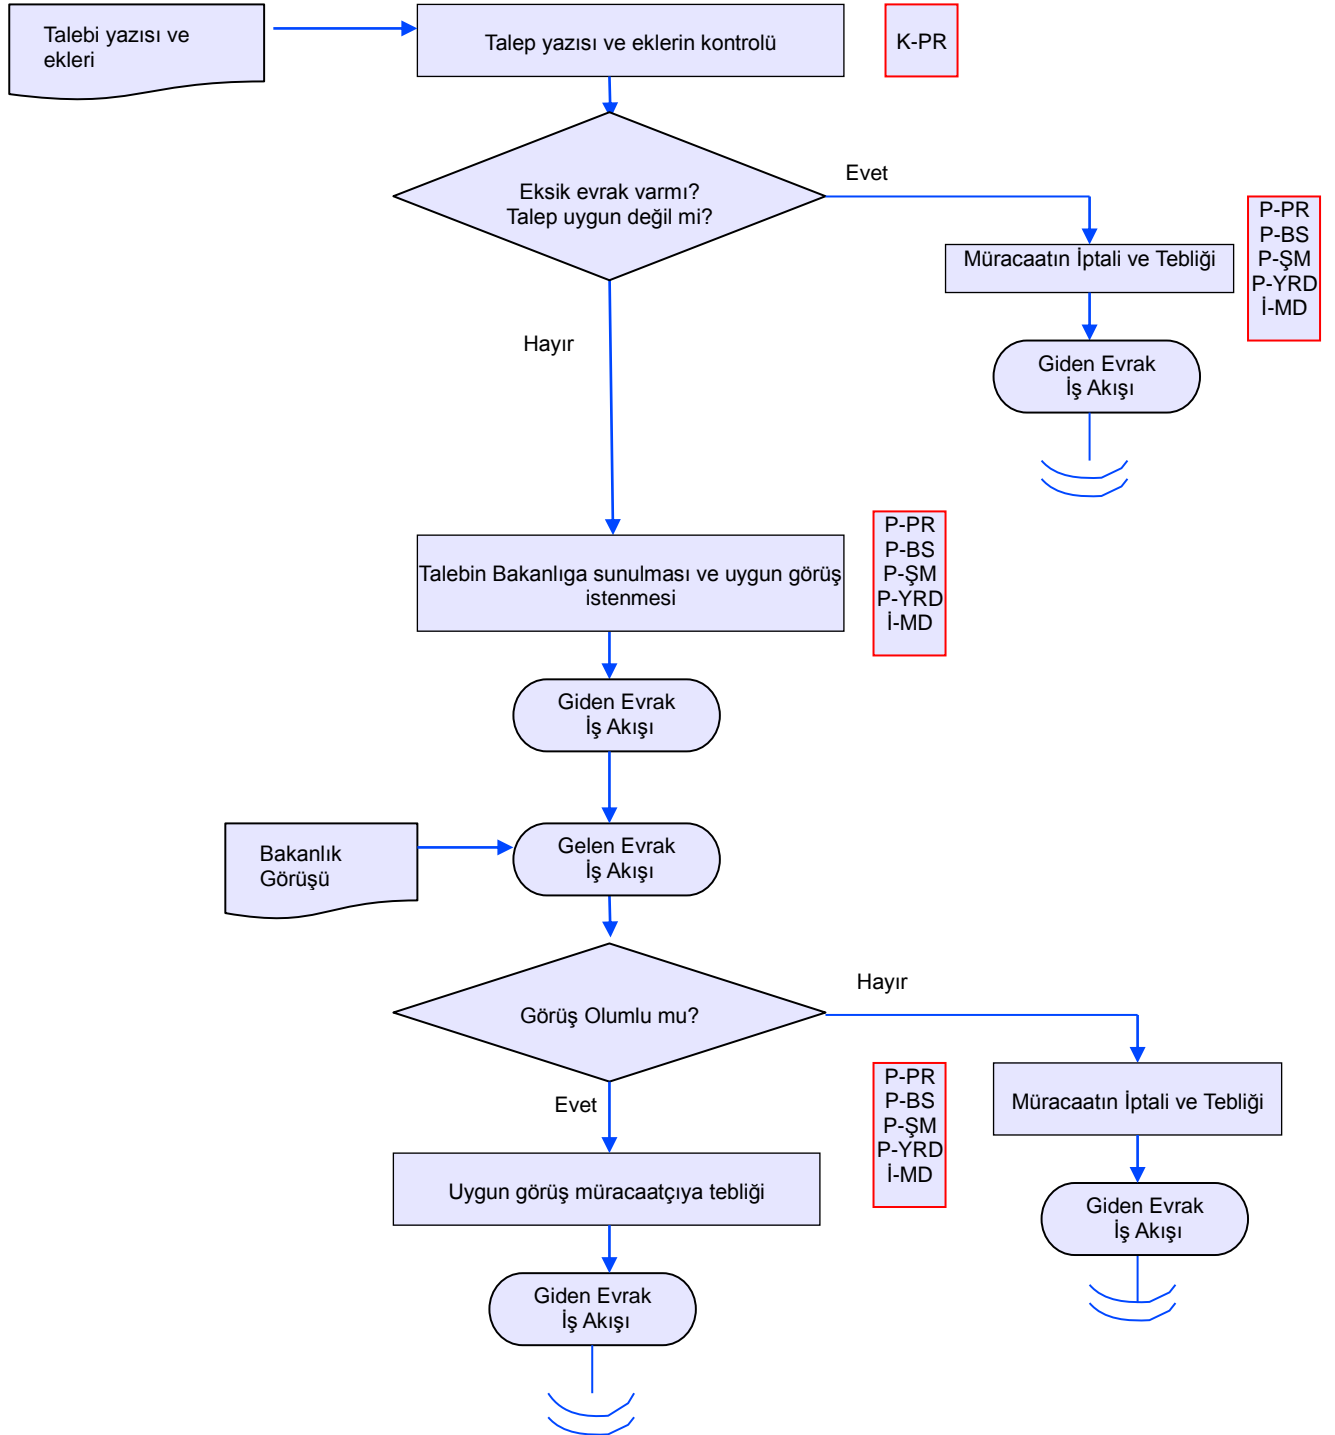 Talebi yazısı ve
ekleri
Talep yazısı ve eklerin kontrolü
K-PR
Eksik evrak varmı?
Talep uygun değil mi?
Evet
P-PR
P-BS
P-ŞM
P-YRD
İ-MD
Müracaatın İptali ve Tebliği
Hayır
Giden Evrak
İş Akışı
P-PR
P-BS
P-ŞM
P-YRD
İ-MD
Talebin Bakanlıga sunulması ve uygun görüş
istenmesi
Giden Evrak
İş Akışı
Bakanlık
Görüşü
Gelen Evrak
İş Akışı
Görüş Olumlu mu?
Hayır
P-PR
P-BS
P-ŞM
P-YRD
İ-MD
Müracaatın İptali ve Tebliği
Evet
Uygun görüş müracaatçıya tebliği
Giden Evrak
İş Akışı
Giden Evrak
İş Akışı